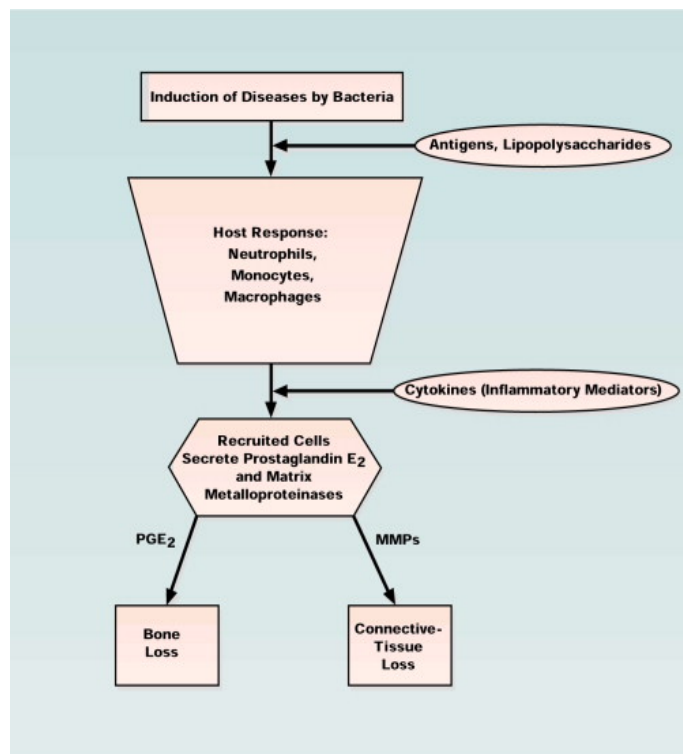 Induction of Diseases by Bacteria
Antigens, Lipopolysaccharides
Host Response:
Neutrophils,
Monocytes,
Macrophages
Cytokines (Inflammatory Mediators)
Recruited Cells
Secrete Prostaglandin E₂
and Matrix
Metalloproteinases
PGE₂
MMPs
Bone
Loss
Connective-
Tissue
Loss